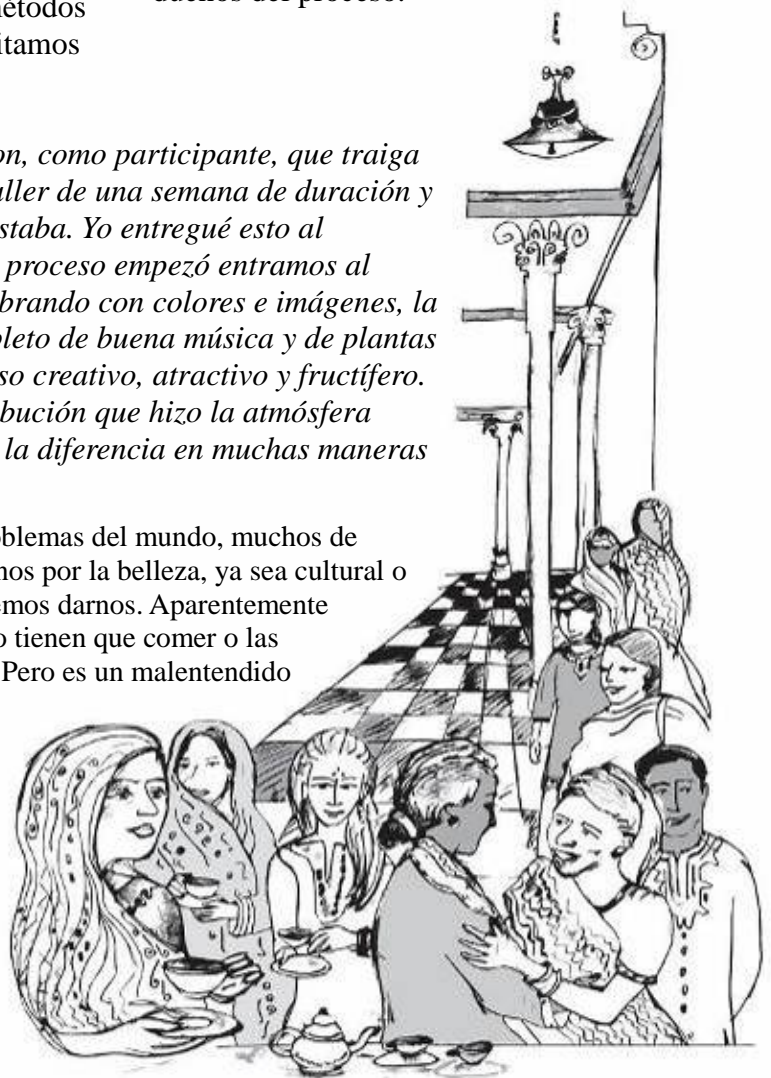 métodos
itamos
dueños del proceso.
on, como participante, que traiga
aller de una semana de duración y
staba. Yo entregué esto al
proceso empezó entramos al
brando con colores e imágenes, la
pleto de buena música y de plantas
so creativo, atractivo y fructífero.
bución que hizo la atmósfera
la diferencia en muchas maneras
oblemas del mundo, muchos de
nos por la belleza, ya sea cultural o
emos darnos. Aparentemente
o tienen que comer o las
Pero es un malentendido